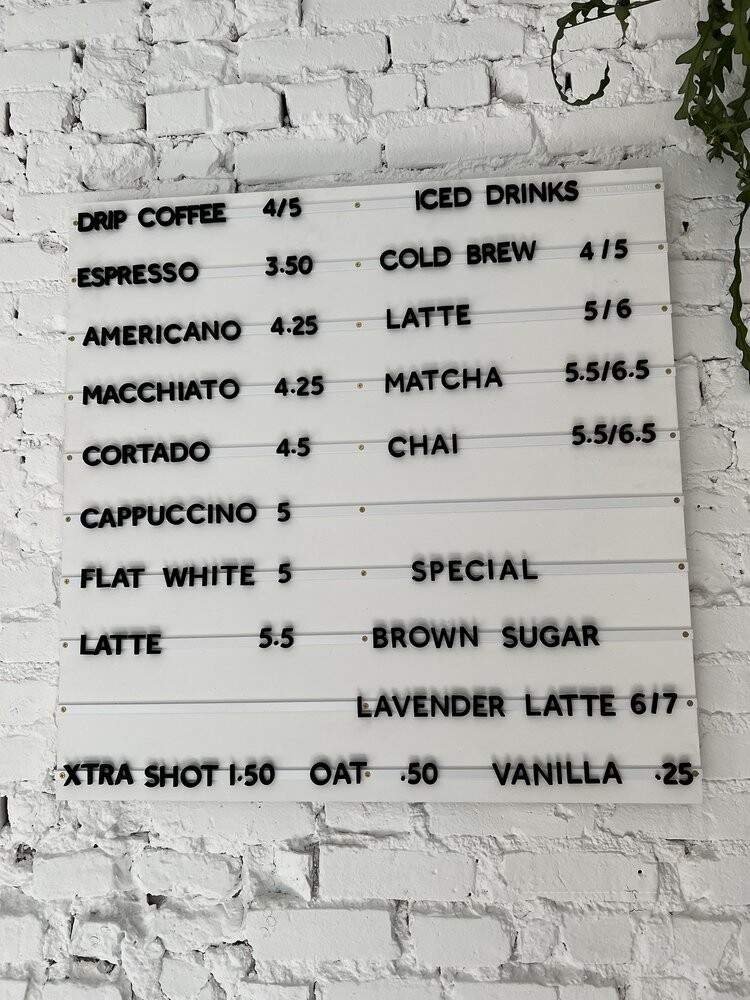 DRIP COFFEE 4/5
ESPRESSO 3.50
AMERICANO 4.25
MACCHIATO 4.25
CORTADO 4.5
CAPPUCCINO 5
FLAT WHITE 5
LATTE 5.5
ICED DRINKS
COLD BREW 4/5
LATTE 5/6
MATCHA 5.5/6.5
CHAI 5.5/6.5
SPECIAL
BROWN SUGAR
LAVENDER LATTE 6/7
XTRA SHOT 1.50 OAT .50 VANILLA .25